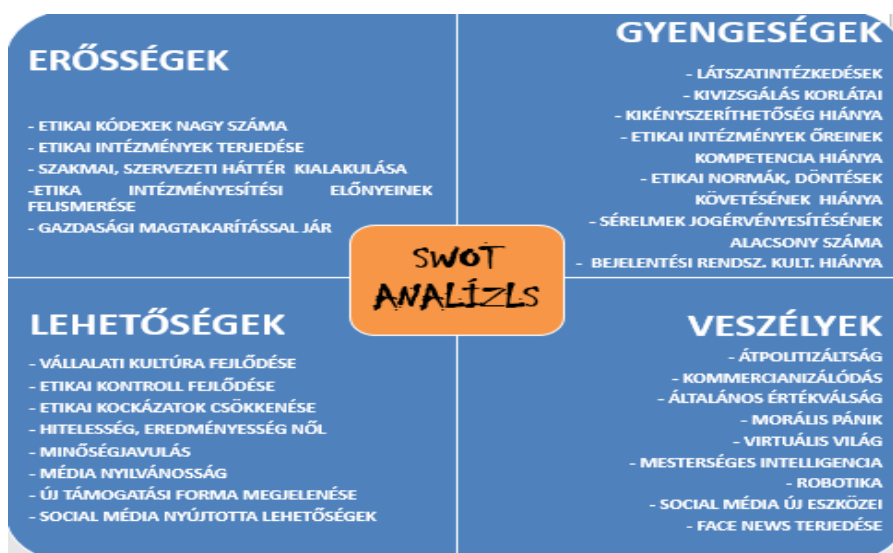 ERŐSSÉGEK
- ETIKAI KÓDEXEK NAGY SZÁMA
- ETIKAI INTÉZMÉNYEK TERJEDÉSE
- SZAKMAI, SZERVEZETI HÁTTÉR KIALAKULÁSA
-ETIKA INTÉZMÉNYESÍTÉSI ELŐNYEINEK
FELISMERÉSE
- GAZDASÁGI MAGTAKARÍTÁSSAL JÁR
GYENGESÉGEK
- LÁTSZATINTÉZKEDÉSEK
- KIVIZSGÁLÁS KORLÁTAI
- KIKÉNYSZERÍTHETŐSÉG HIÁNYA
- ETIKAI INTÉZMÉNYEK ŐREINEK
KOMPETENCIA HIÁNYA
- ETIKAI NORMÁK, DÖNTÉSEK
KÖVETÉSÉNEK HIÁNYA
- SÉRELMEK JOGÉRVÉNYESÍTÉSÉNEK
ALACSONY SZÁMA
- BEJELENTÉSI RENDSZ. KULT. HIÁNYA
SWOT
ANALÍZLS
LEHETŐSÉGEK
- VÁLLALATI KULTÚRA FEJLŐDÉSE
- ETIKAI KONTROLL FEJLŐDÉSE
- ETIKAI KOCKÁZATOK CSÖKKENÉSE
- HITELESSÉG, EREDMÉNYESSÉG NŐL
- MINŐSÉGJAVULÁS
- MÉDIA NYILVÁNOSSÁG
- ÚJ TÁMOGATÁSI FORMA MEGJELENÉSE
- SOCIAL MÉDIA NYÚJTOTTA LEHETŐSÉGEK
VESZÉLYEK
- ÁTPOLITIZÁLTSÁG
- KOMMERCIANIZÁLÓDÁS
- ÁLTALÁNOS ÉRTÉKVÁLSÁG
- MORÁLIS PÁNIK
- VIRTUÁLIS VILÁG
- MESTERSÉGES INTELLIGENCIA
- ROBOTIKA
- SOCIAL MÉDIA ÚJ ESZKÖZEI
- FACE NEWS TERJEDÉSE